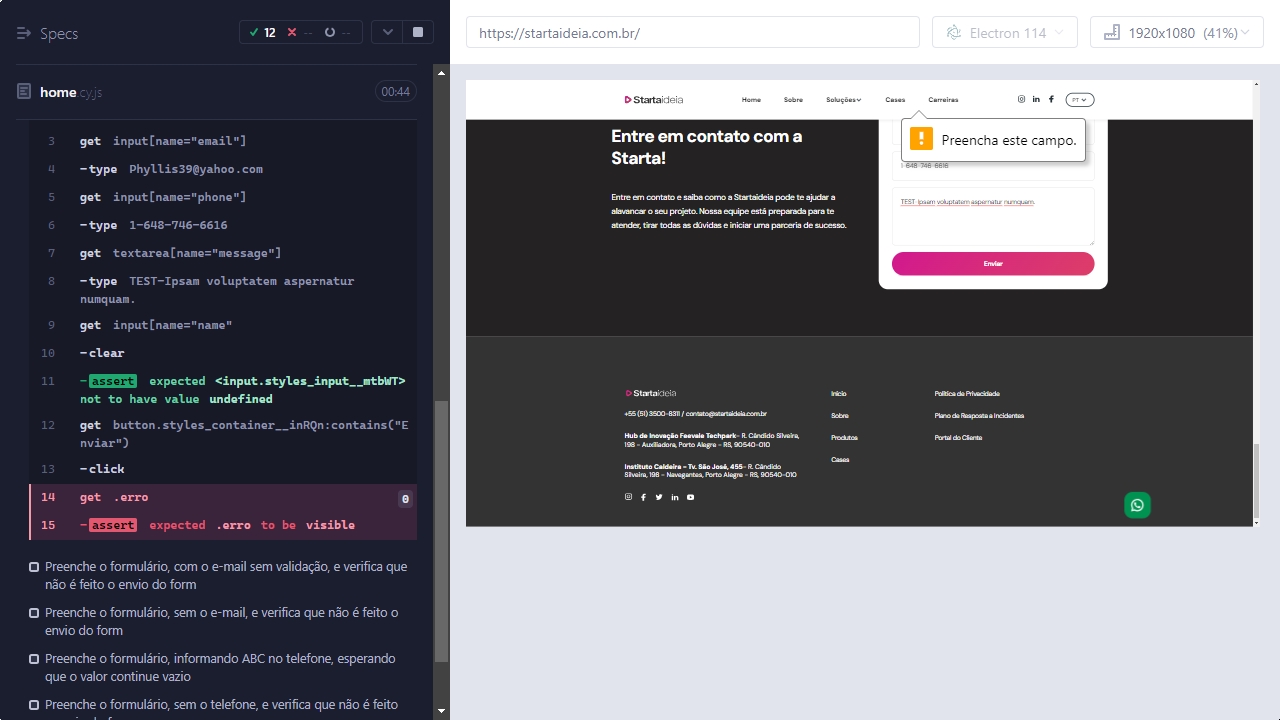 Specs
12
--
--
https://startaideia.com.br/
Electron 114
1920x1080 (41%)
home.cy.js
00:44
3 get input[name="email"]
4 -type Phyllis39@yahoo.com
5 get input[name="phone"]
6 -type 1-648-746-6616
7 get textarea[name="message"]
8 -type TEST-Ipsam voluptatem aspernatur
numquam.
9 get input[name="name"
10 -clear
11 -assert expected <input.styles_input__mtbWT>
not to have value undefined
12 get button.styles_container__inRQn:contains("E
nviar")
13 -click
14 get .erro 0
15 -assert expected .erro to be visible
Preenche o formulário, com o e-mail sem validação, e verifica que
não é feito o envio do form
Preenche o formulário, sem o e-mail, e verifica que não é feito o
envio do form
Preenche o formulário, informando ABC no telefone, esperando
que o valor continue vazio
Preenche o formulário, sem o telefone, e verifica que não é feito
Startaideia
Home
Sobre
Soluções
Cases
Carreiras
PT
Preencha este campo.
Entre em contato com a
Starta!
Entre em contato e saiba como a Startaideia pode te ajudar a
alavancar o seu projeto. Nossa equipe está preparada para te
atender, tirar todas as dúvidas e iniciar uma parceria de sucesso.
1-648-746-6616
TEST-Ipsam voluptatem aspernatur numquam.
Enviar
Startaideia
+55 (51) 3500-8311 / contato@startaideia.com.br
Hub de Inovação Feevale Techpark- R. Cândido Silveira,
198 - Auxiliadora, Porto Alegre - RS, 90540-010
Instituto Caldeira - Tv. São José, 455- R. Cândido
Silveira, 198 - Navegantes, Porto Alegre - RS, 90540-010
Início
Sobre
Produtos
Cases
Política de Privacidade
Plano de Resposta a Incidentes
Portal do Cliente